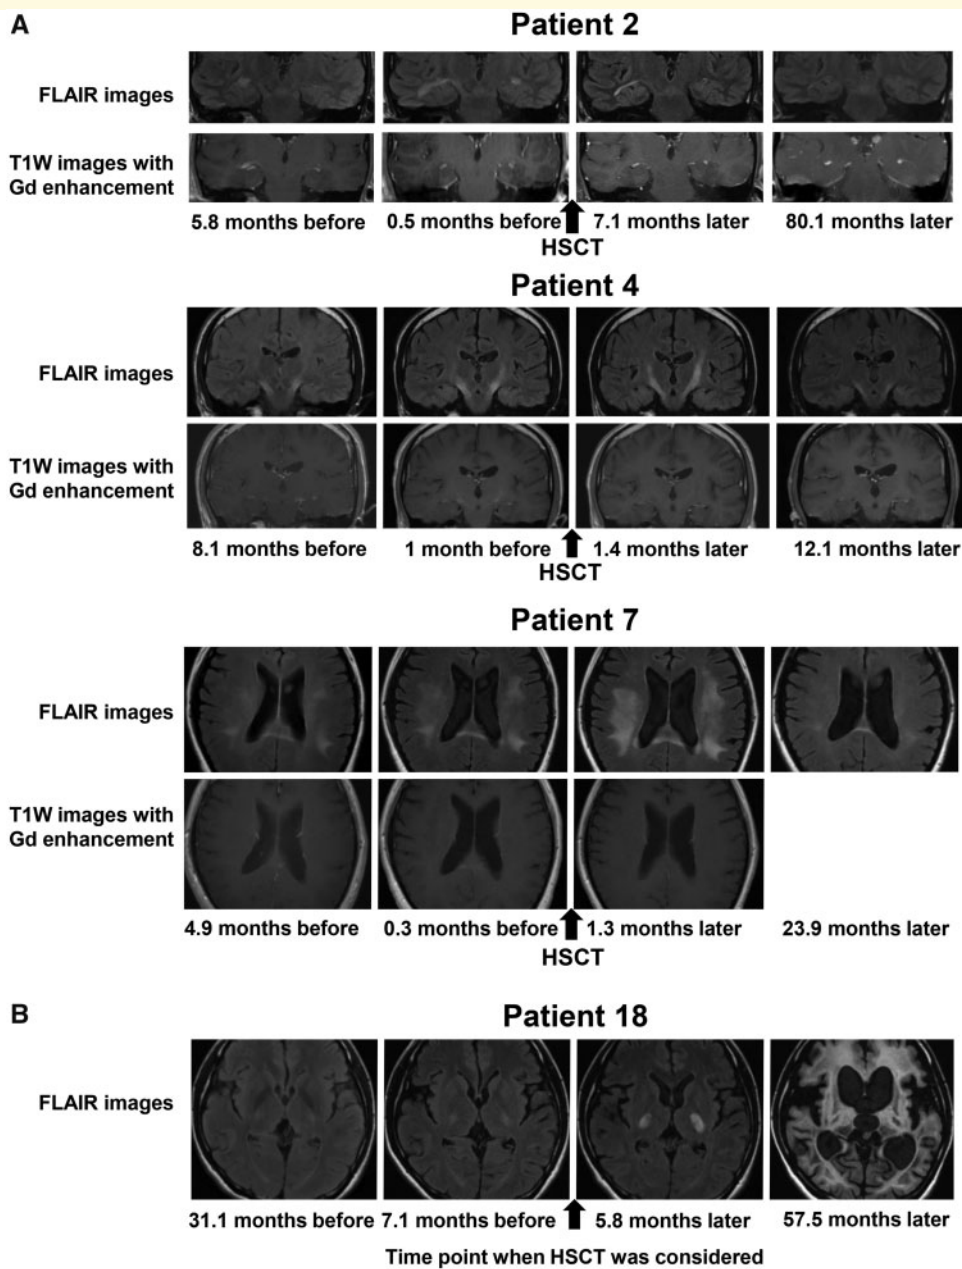 A
Patient 2
FLAIR images
T1W images with
Gd enhancement
5.8 months before 0.5 months before 7.1 months later 80.1 months later
HSCT
Patient 4
FLAIR images
T1W images with
Gd enhancement
8.1 months before 1 month before 1.4 months later 12.1 months later
HSCT
Patient 7
FLAIR images
T1W images with
Gd enhancement
4.9 months before 0.3 months before 1.3 months later 23.9 months later
HSCT
B
Patient 18
FLAIR images
31.1 months before 7.1 months before 5.8 months later 57.5 months later
Time point when HSCT was considered